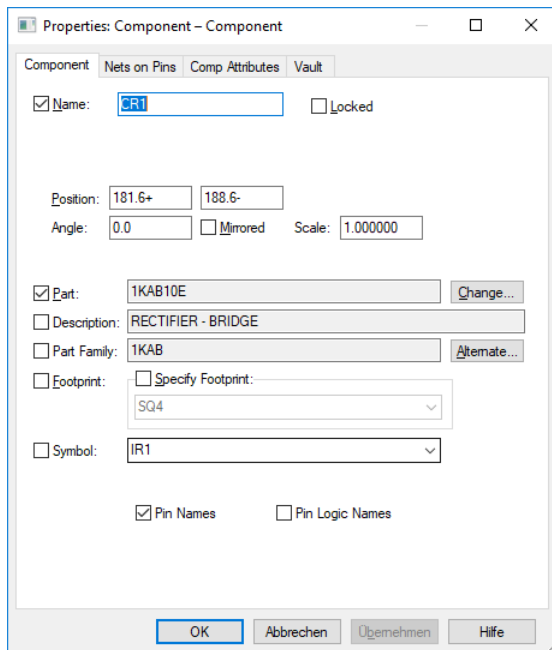 Properties: Component – Component
Component Nets on Pins Comp Attributes Vault
Name: CR1 Locked
Position: 181.6+ 188.6-
Angle: 0.0 Mirrored Scale: 1.000000
Part: 1KAB10E Change...
Description: RECTIFIER - BRIDGE
Part Family: 1KAB Alternate...
Footprint: Specify Footprint:
SQ4
Symbol: IR1
Pin Names Pin Logic Names
OK Abbrechen Übernehmen Hilfe